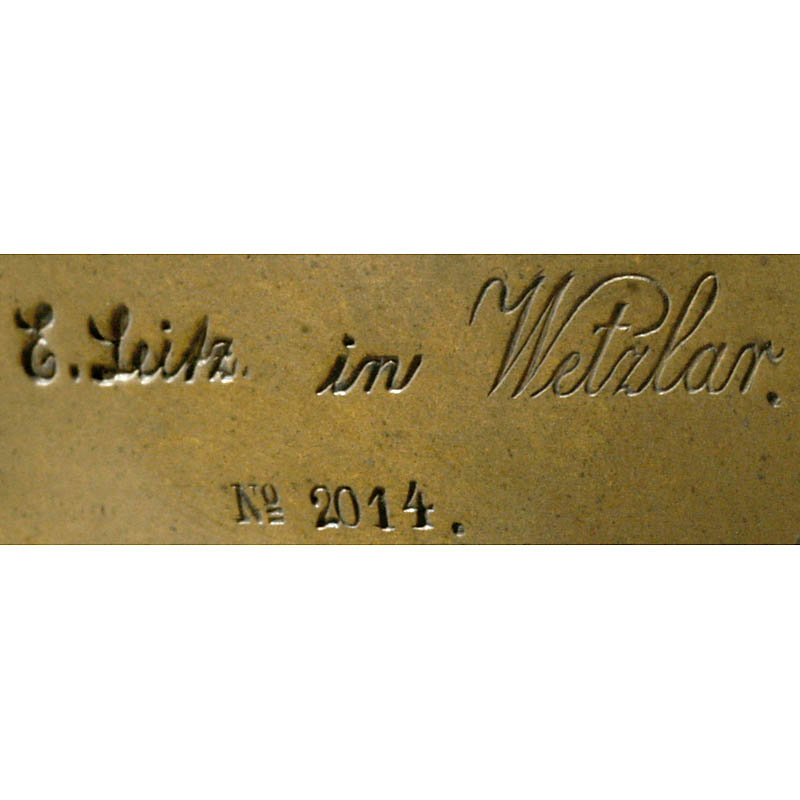 E. Leitz. in Wetzlar.
Nº 2014.